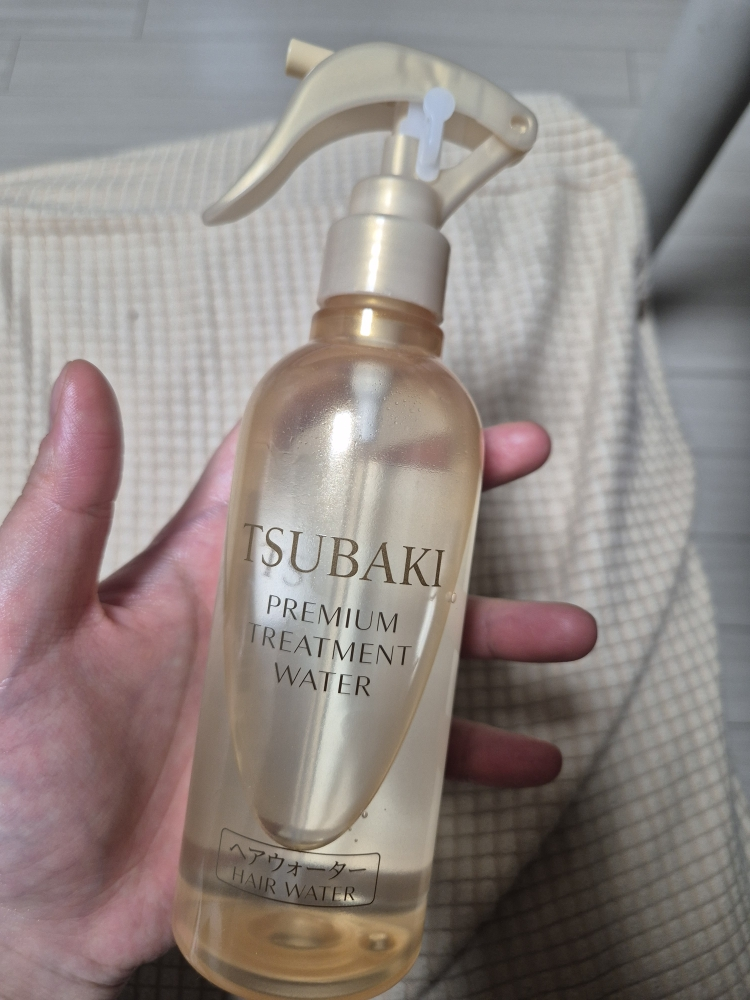 TSUBAKI
PREMIUM
TREATMENT
WATER
ヘアウォーター
HAIR WATER